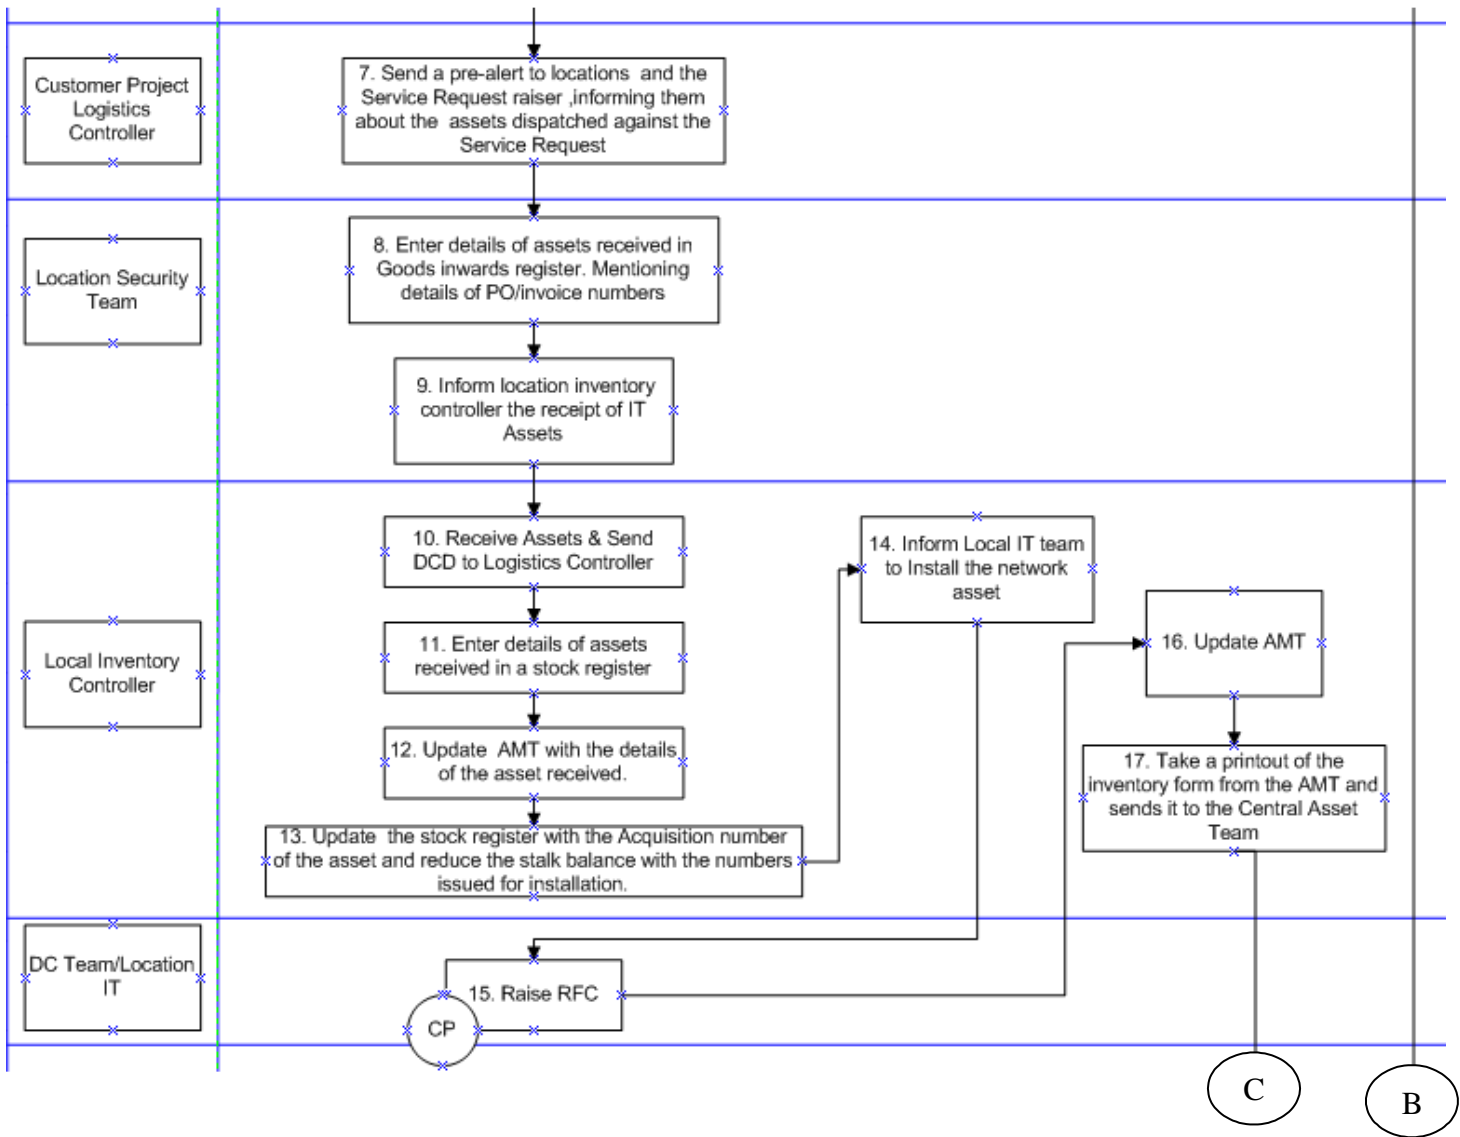 Customer Project
Logistics
Controller
7. Send a pre-alert to locations and the
Service Request raiser ,informing them
about the assets dispatched against the
Service Request
Location Security
Team
8. Enter details of assets received in
Goods inwards register. Mentioning
details of PO/invoice numbers
9. Inform location inventory
controller the receipt of IT
Assets
Local Inventory
Controller
10. Receive Assets & Send
DCD to Logistics Controller
11. Enter details of assets
received in a stock register
12. Update AMT with the details
of the asset received.
13. Update the stock register with the Acquisition number
of the asset and reduce the stalk balance with the numbers
issued for installation.
14. Inform Local IT team
to Install the network
asset
16. Update AMT
17. Take a printout of the
inventory form from the AMT and
sends it to the Central Asset
Team
DC Team/Location
IT
15. Raise RFC
CP
C
B